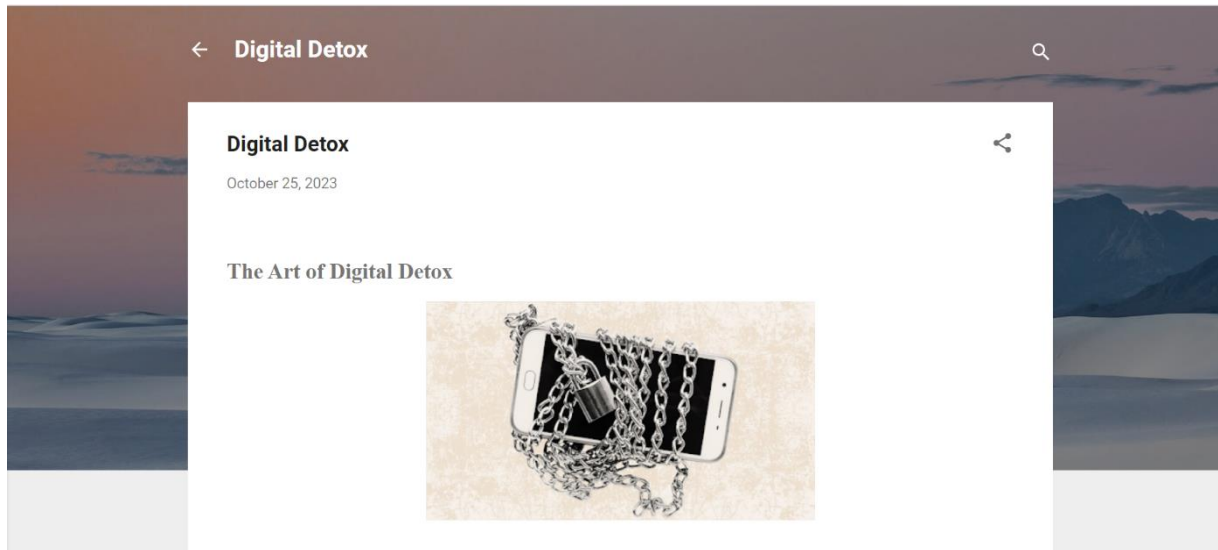 Digital Detox
Digital Detox
October 25, 2023
The Art of Digital Detox